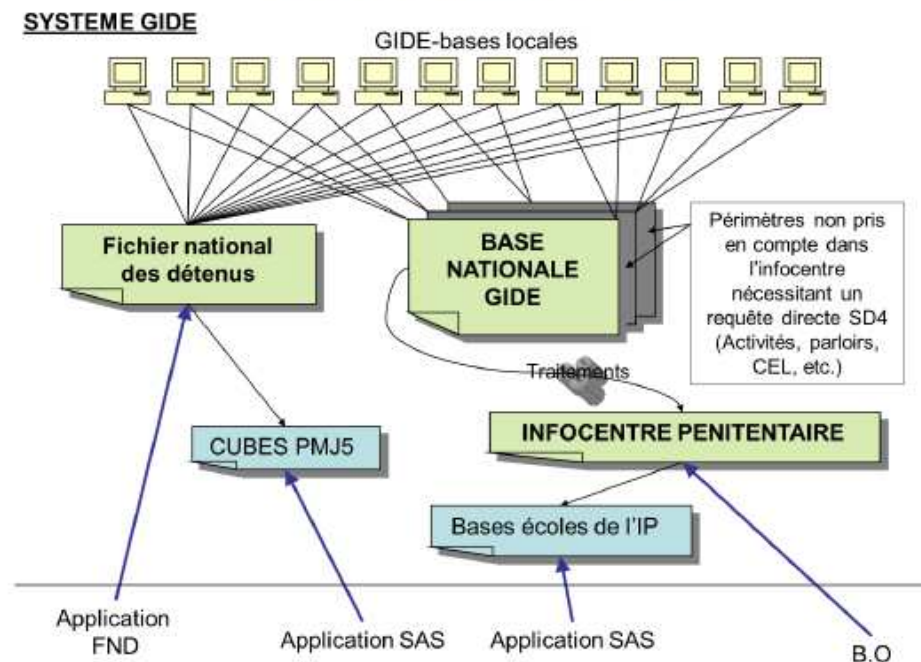 SYSTEME GIDE
GIDE-bases locales
Fichier national
des détenus
BASE
NATIONALE
GIDE
Périmètres non pris
en compte dans
l'infocentre
nécessitant un
requête directe SD4
(Activités, parloirs,
CEL, etc.)
Traitements
CUBES PMJ5
INFOCENTRE PENITENTAIRE
Bases écoles de l'IP
Application
FND
Application SAS
Application SAS
B.O